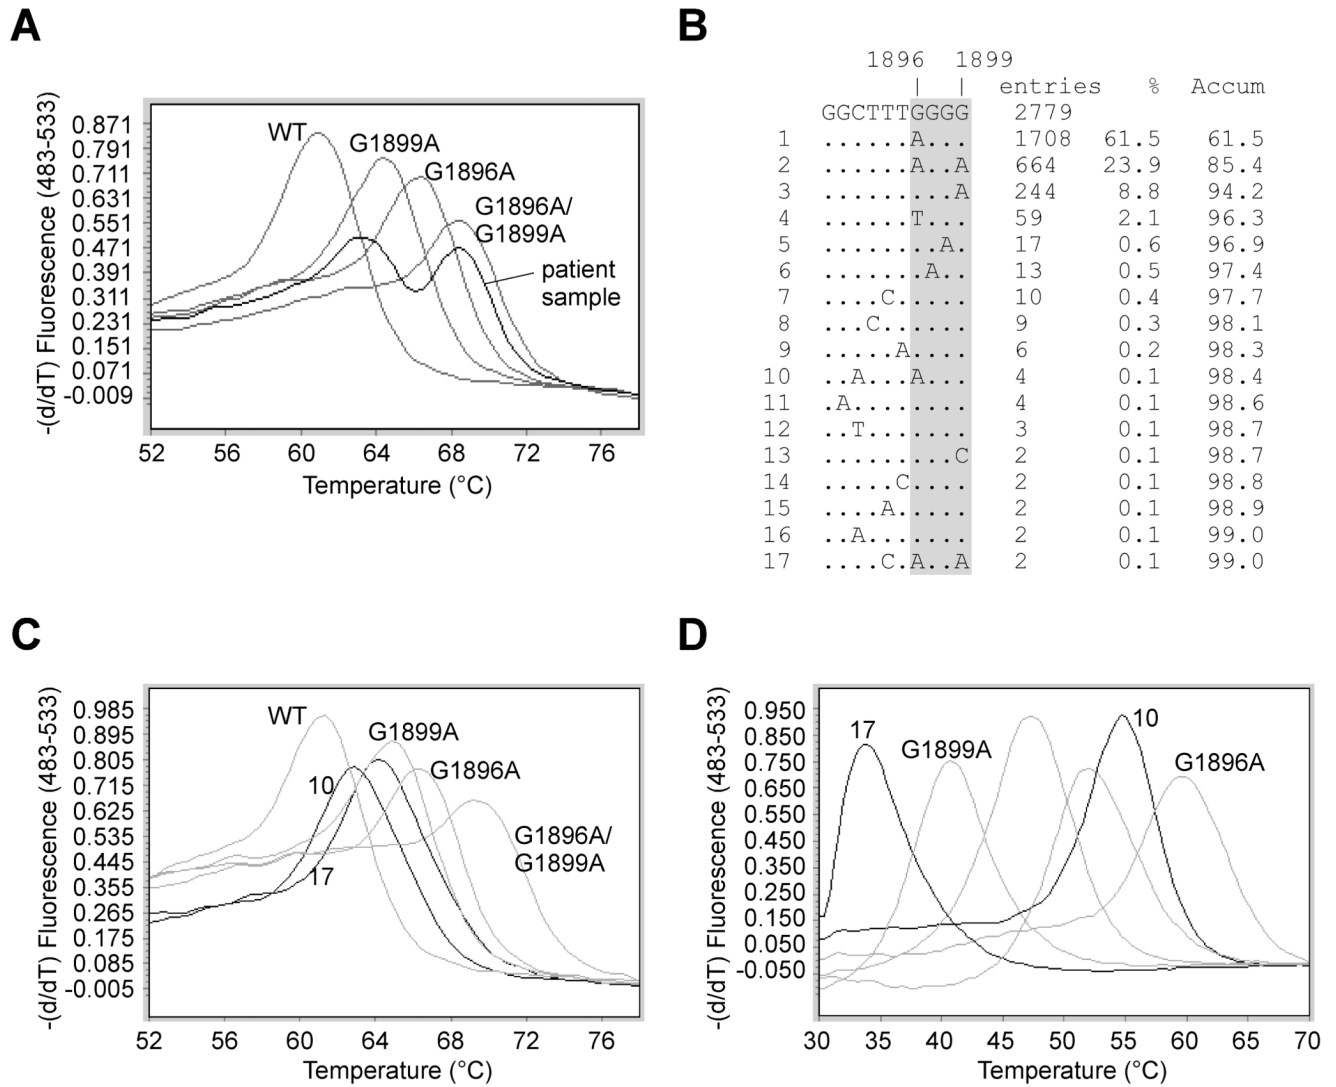 A
-(d/dT) Fluorescence (483-533)
0.871
0.791
0.711
0.631
0.551
0.471
0.391
0.311
0.231
0.151
0.071
-0.009
WT
G1899A
G1896A
G1896A/
G1899A
patient
sample
52 56 60 64 68 72 76
Temperature (°C)
B
1896 1899
| | entries % Accum
GGCTTTGGGG 2779
1 ......A... 1708 61.5 61.5
2 ......A..A 664 23.9 85.4
3 .........A 244 8.8 94.2
4 ......T... 59 2.1 96.3
5 ........A. 17 0.6 96.9
6 .......A.. 13 0.5 97.4
7 ....C..... 10 0.4 97.7
8 ...C...... 9 0.3 98.1
9 .....A.... 6 0.2 98.3
10 ..A...A... 4 0.1 98.4
11 .A........ 4 0.1 98.6
12 ..T....... 3 0.1 98.7
13 .........C 2 0.1 98.7
14 .....C.... 2 0.1 98.8
15 ....A..... 2 0.1 98.9
16 ..A....... 2 0.1 99.0
17 ....C.A..A 2 0.1 99.0
C
-(d/dT) Fluorescence (483-533)
0.985
0.895
0.805
0.715
0.625
0.535
0.445
0.355
0.265
0.175
0.085
-0.005
WT
G1899A
G1896A
10
17
G1896A/
G1899A
52 56 60 64 68 72 76
Temperature (°C)
D
-(d/dT) Fluorescence (483-533)
0.950
0.850
0.750
0.650
0.550
0.450
0.350
0.250
0.150
0.050
-0.050
17
G1899A
10
G1896A
30 35 40 45 50 55 60 65 70
Temperature (°C)